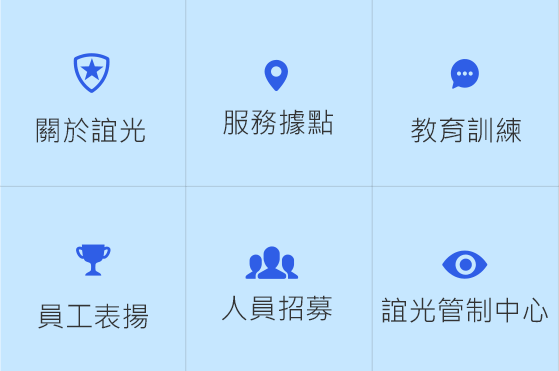 關於誼光
服務據點
教育訓練
員工表揚
人員招募
誼光管制中心